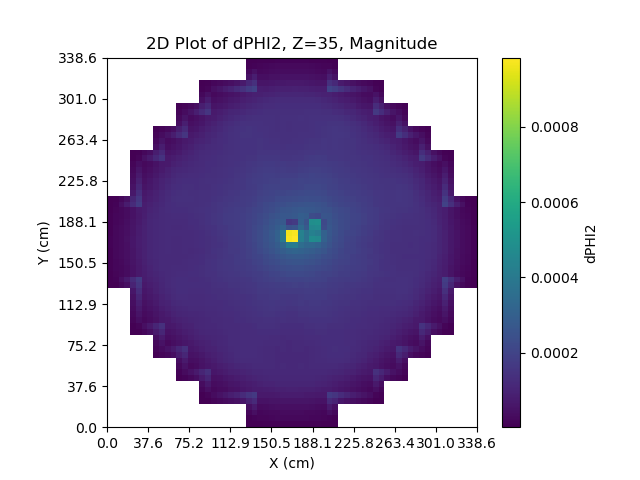 2D Plot of dPHI2, Z=35, Magnitude
338.6
301.0
263.4
225.8
188.1
150.5
112.9
75.2
37.6
0.0
Y (cm)
0.0 37.6 75.2 112.9 150.5 188.1 225.8 263.4 301.0 338.6
X (cm)
0.0008
0.0006
0.0004
0.0002
dPHI2